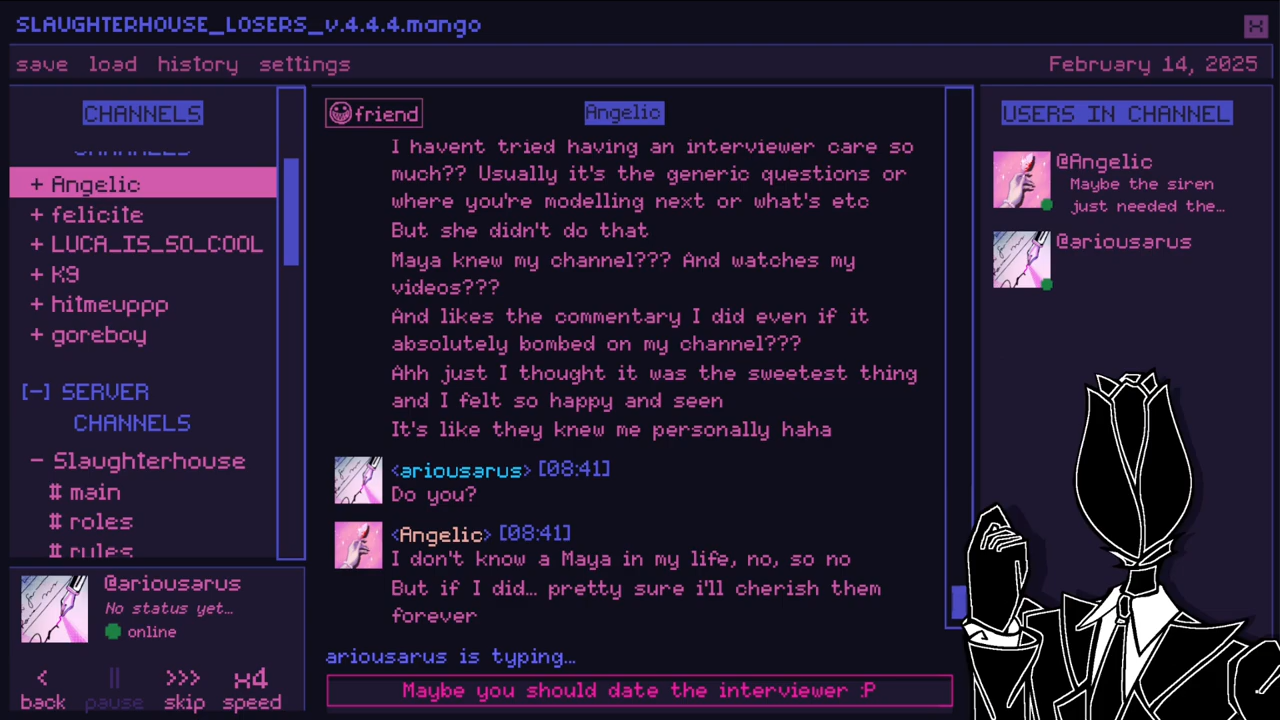 SLAUGHTERHOUSE_LOSERS_v.4.4.4.mango
x
save load history settings
February 14, 2025
CHANNELS
CHANNELS
+ Angelic
+ felicite
+ LUCA_IS_SO_COOL
+ K9
+ hitmeuppp
+ goreboy
[-] SERVER
CHANNELS
- Slaughterhouse
# main
# roles
# rules
@ariousarus
No status yet…
online
< || >>> x4
back pause skip speed
friend
Angelic
I havent tried having an interviewer care so
much?? Usually it's the generic questions or
where you're modelling next or what's etc
But she didn't do that
Maya knew my channel??? And watches my
videos???
And likes the commentary I did even if it
absolutely bombed on my channel???
Ahh just I thought it was the sweetest thing
and I felt so happy and seen
It's like they knew me personally haha
<ariousarus> [08:41]
Do you?
<Angelic> [08:41]
I don't know a Maya in my life, no, so no
But if I did… pretty sure i'll cherish them
forever
ariousarus is typing…
Maybe you should date the interviewer :P
USERS IN CHANNEL
@Angelic
Maybe the siren
just needed the…
@ariousarus